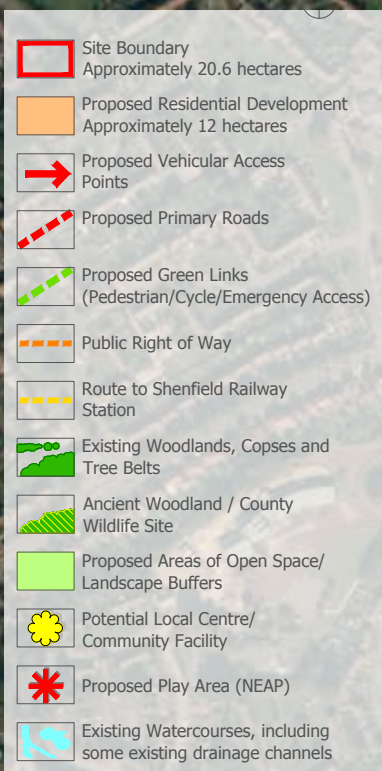 Site Boundary
Approximately 20.6 hectares
Proposed Residential Development
Approximately 12 hectares
Proposed Vehicular Access
Points
Proposed Primary Roads
Proposed Green Links
(Pedestrian/Cycle/Emergency Access)
Public Right of Way
Route to Shenfield Railway
Station
Existing Woodlands, Copses and
Tree Belts
Ancient Woodland / County
Wildlife Site
Proposed Areas of Open Space/
Landscape Buffers
Potential Local Centre/
Community Facility
Proposed Play Area (NEAP)
Existing Watercourses, including
some existing drainage channels